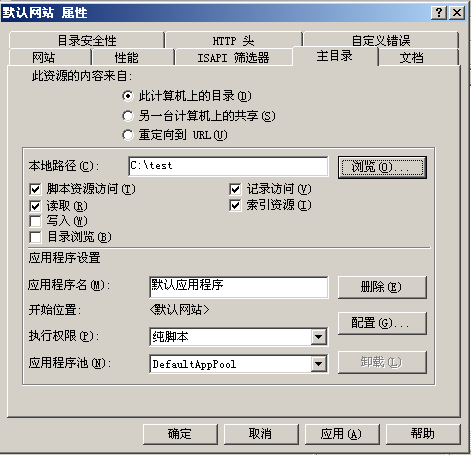 默认网站 属性
目录安全性 HTTP 头 自定义错误
网站 性能 ISAPI 筛选器 主目录 文档
此资源的内容来自:
此计算机上的目录(D)
另一台计算机上的共享(S)
重定向到 URL(U)
本地路径(C): C:\test 浏览(O)...
脚本资源访问(T) 记录访问(V)
读取(R) 索引资源(I)
写入(W)
目录浏览(B)
应用程序设置
应用程序名(M): 默认应用程序 删除(E)
开始位置: <默认网站>
配置(G)...
执行权限(P): 纯脚本
应用程序池(N): DefaultAppPool 卸载(L)
确定 取消 应用(A) 帮助